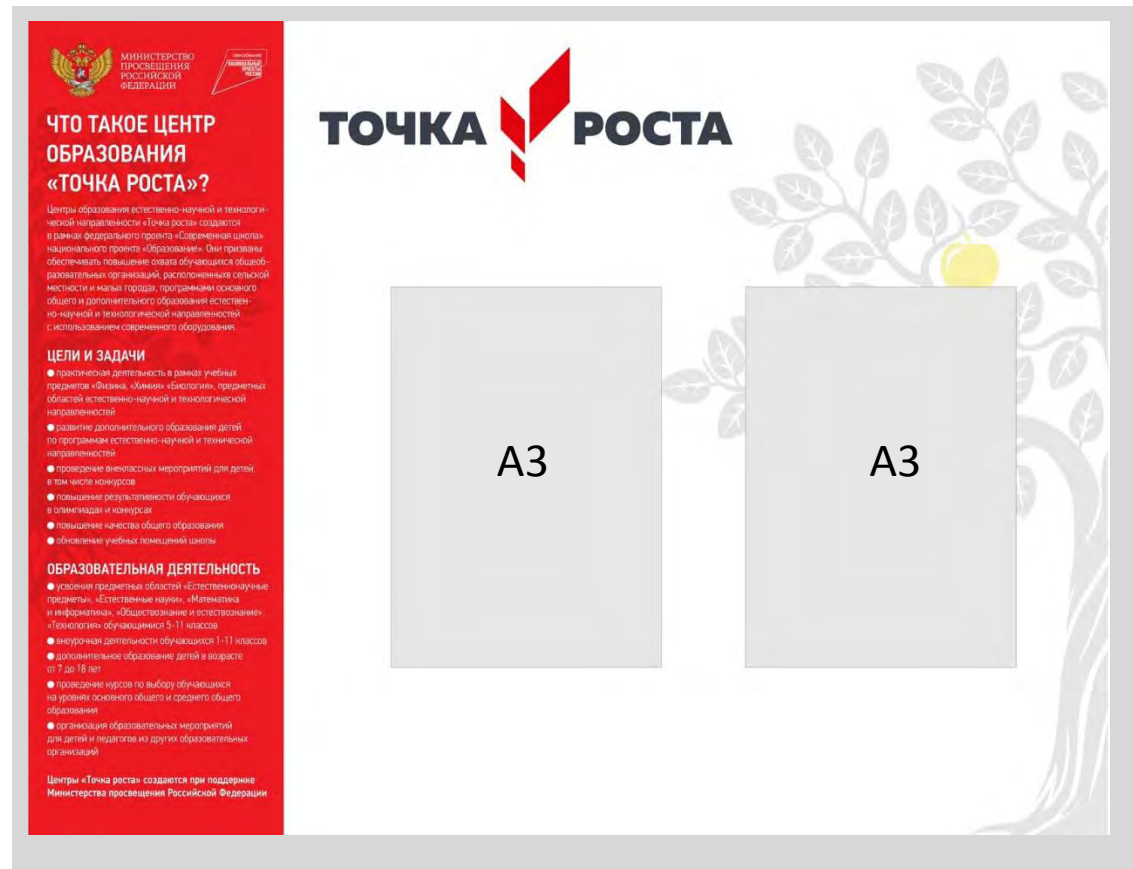 МИНИСТЕРСТВО
ПРОСВЕЩЕНИЯ
РОССИЙСКОЙ
ФЕДЕРАЦИИ
ОБРАЗОВАНИЕ
НАЦИОНАЛЬНЫЕ
ПРОЕКТЫ
РОССИИ
ЧТО ТАКОЕ ЦЕНТР
ОБРАЗОВАНИЯ
«ТОЧКА РОСТА»?
Центры образования естественно-научной и технологи-
ческой направленности «Точка роста» создаются
в рамках федерального проекта «Современная школа»
национального проекта «Образование». Они призваны
обеспечивать повышение охвата обучающихся общеоб-
разовательных организаций, расположенныхв сельской
местности и малых городах, программами основного
общего и дополнительного образования естествен-
но-научной и технологической направленностей
с использованием современного оборудования.
ЦЕЛИ И ЗАДАЧИ
● практическая деятельность в рамках учебных
предметов «Физика, «Химия» «Биология», предметных
областей естественно-научной и технологической
направленностей
● развитие дополнительного образования детей
по программам естественно-научной и технической
направленностей
● проведение внеклассных мероприятий для детей,
в том числе конкурсов
● повышение результативности обучающихся
в олимпиадах и конкурсах
● повышение качества общего образования
● обновление учебных помещений школы
ОБРАЗОВАТЕЛЬНАЯ ДЕЯТЕЛЬНОСТЬ
● усвоения предметных областей «Естественнонаучные
предметы», «Естественные науки», «Математика
и информатика», «Обществознание и естествознание»,
«Технология» обучающимися 5-11 классов
● внеурочная деятельности обучающихся 1-11 классов
● дополнительное образование детей в возрасте
от 7 до 18 лет
● проведение курсов по выбору обучающихся
на уровнях основного общего и среднего общего
образования
● организация образовательных мероприятий
для детей и педагогов из других образовательных
организаций
Центры «Точка роста» создаются при поддержке
Министерства просвещения Российской Федерации
ТОЧКА РОСТА
А3
А3